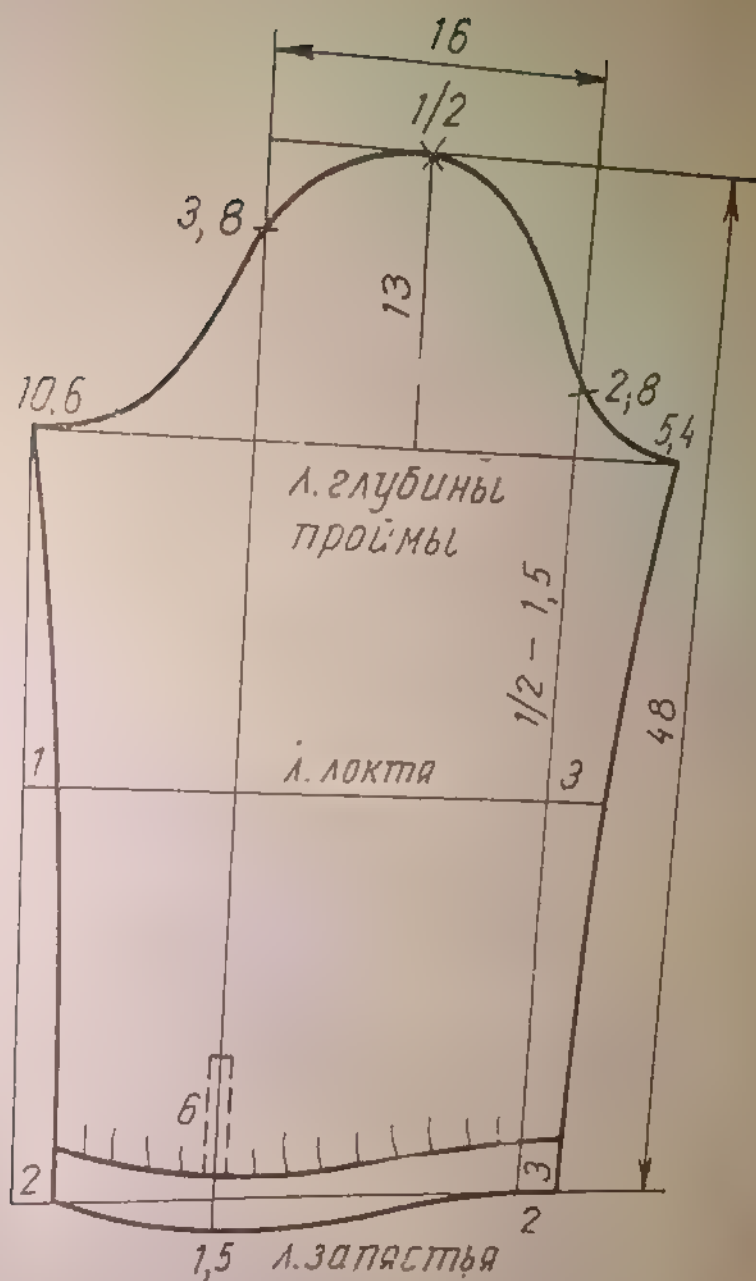 16
1/2
3,8
13
10,6
2,8
5,4
л. глубины
проймы
1/2 – 1,5
48
1
л. локтя
3
6
2
3
2
1,5 л. запястья